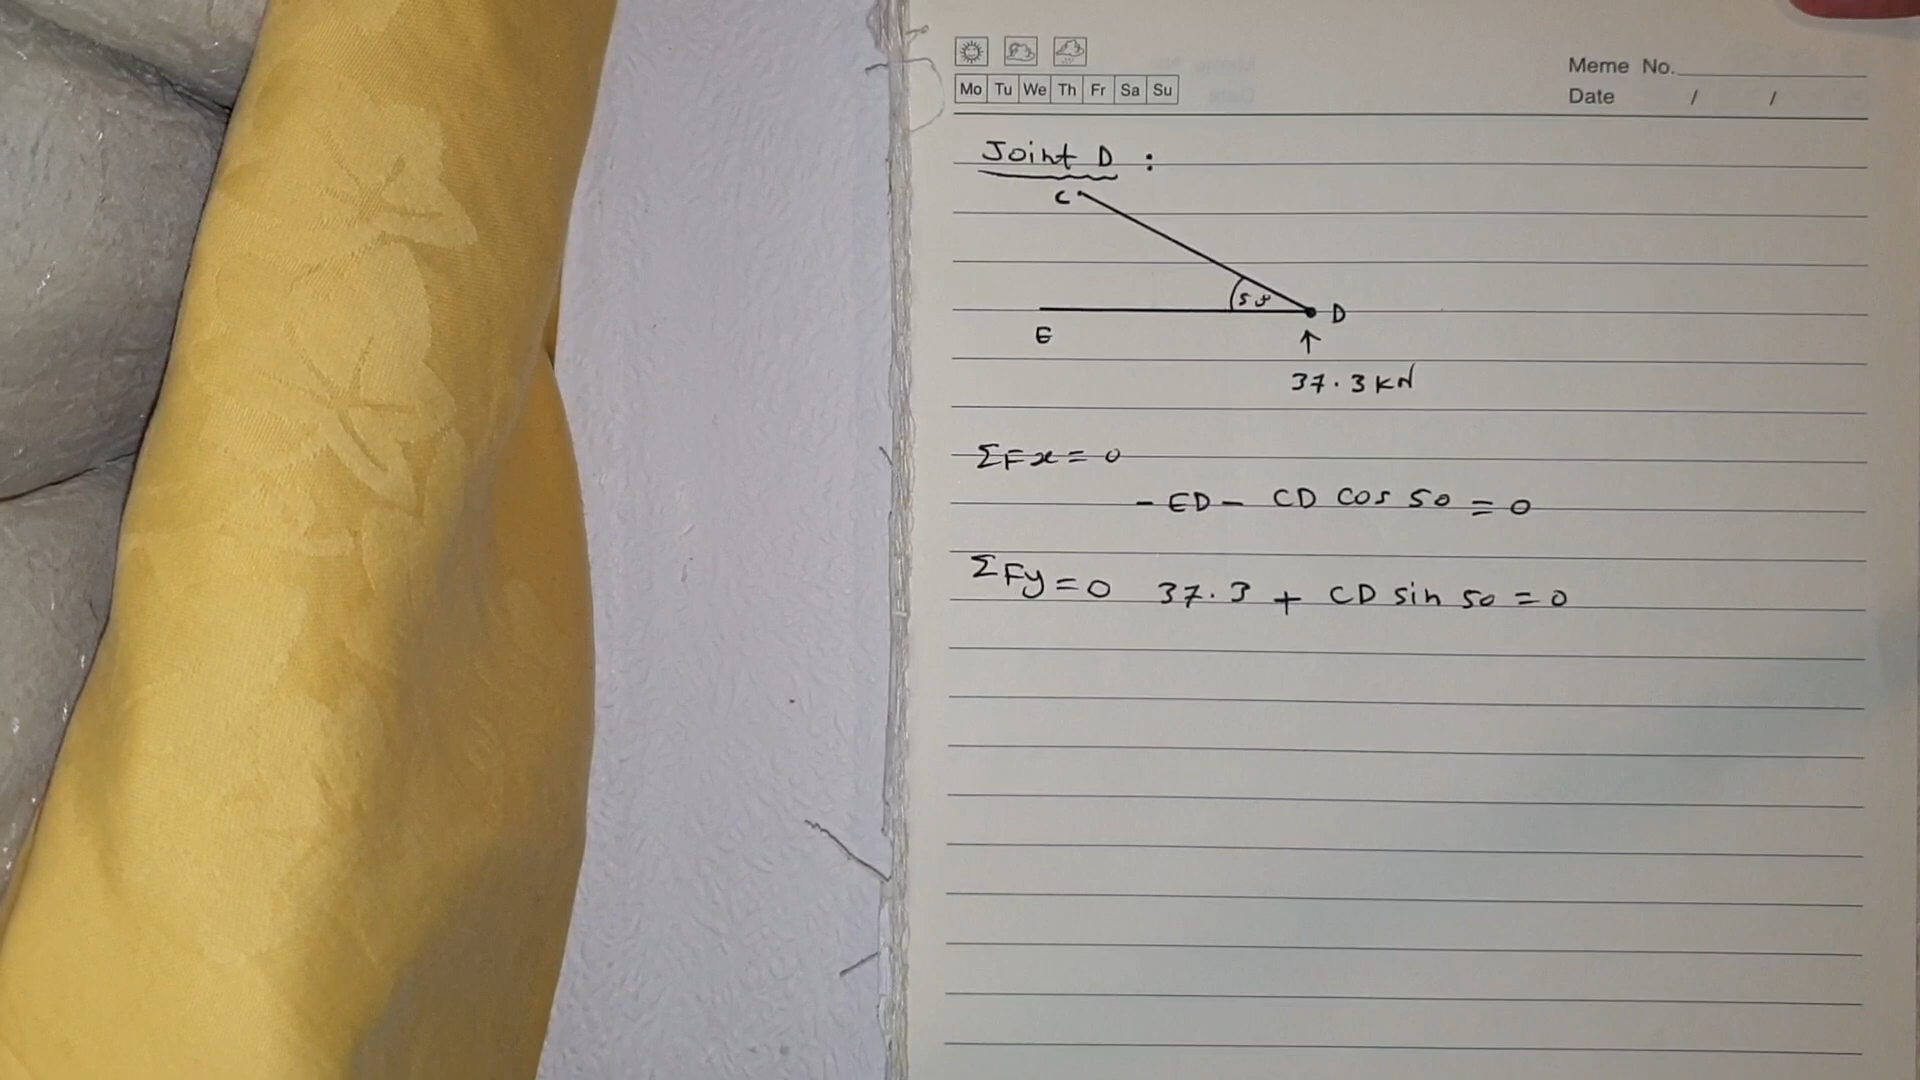 Mo Tu We Th Fr Sa Su
Meme No.
Date / /
Joint D :
C
50°
D
E
↑
37.3 KN
ΣFx = 0
- ED - CD cos 50 = 0
ΣFy = 0 37.3 + CD sin 50 = 0